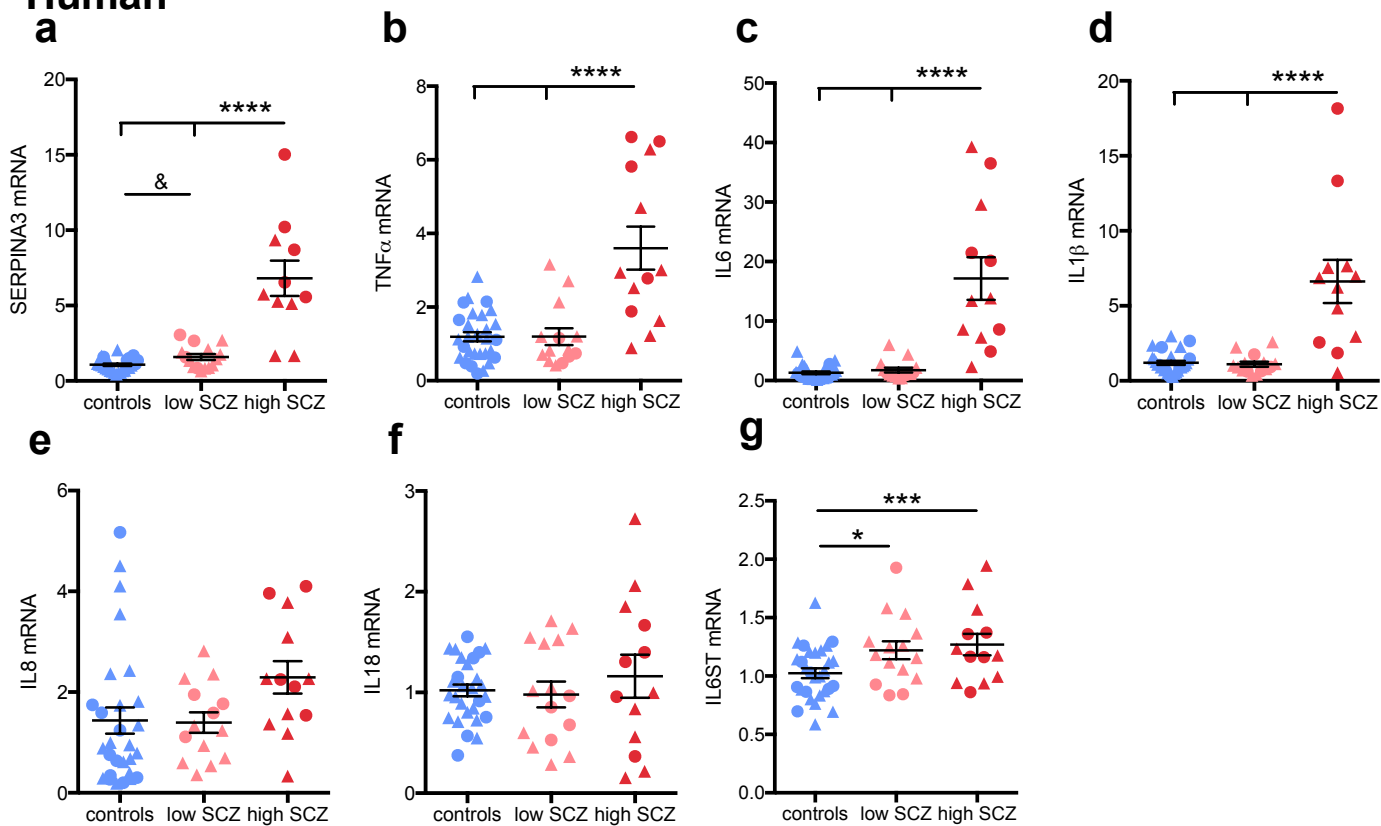 Human
a
b
c
d
20
15
10
5
0
SERPINA3 mRNA
****
&
controls low SCZ high SCZ
8
6
4
2
0
TNFα mRNA
****
controls low SCZ high SCZ
50
40
30
20
10
0
IL6 mRNA
****
controls low SCZ high SCZ
20
15
10
5
0
IL1β mRNA
****
controls low SCZ high SCZ
e
f
g
6
4
2
0
IL8 mRNA
controls low SCZ high SCZ
3
2
1
0
IL18 mRNA
controls low SCZ high SCZ
2.5
2.0
1.5
1.0
0.5
0.0
IL6ST mRNA
***
*
controls low SCZ high SCZ